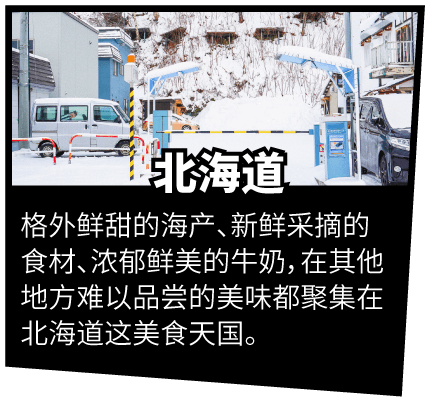 北海道
格外鲜甜的海产、新鲜采摘的
食材、浓郁鲜美的牛奶，在其他
地方难以品尝的美味都聚集在
北海道这美食天国。